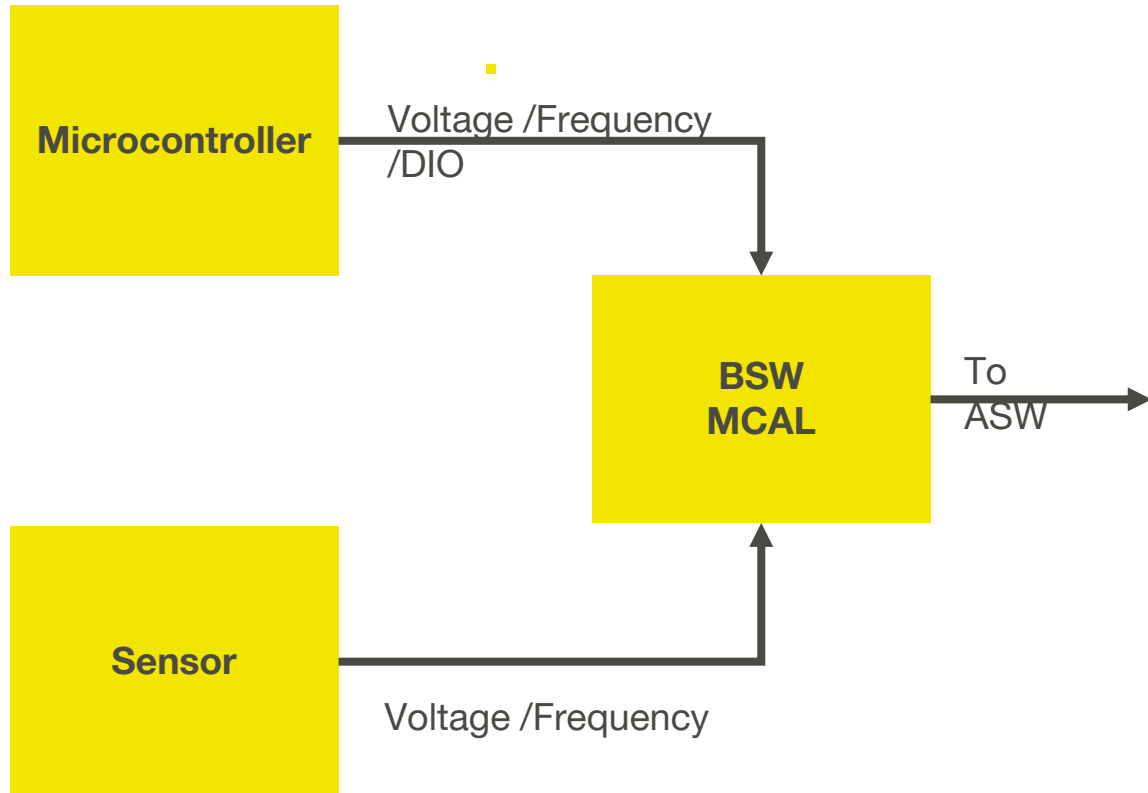 Microcontroller
Voltage /Frequency
/DIO
BSW
MCAL
To
ASW
Sensor
Voltage /Frequency